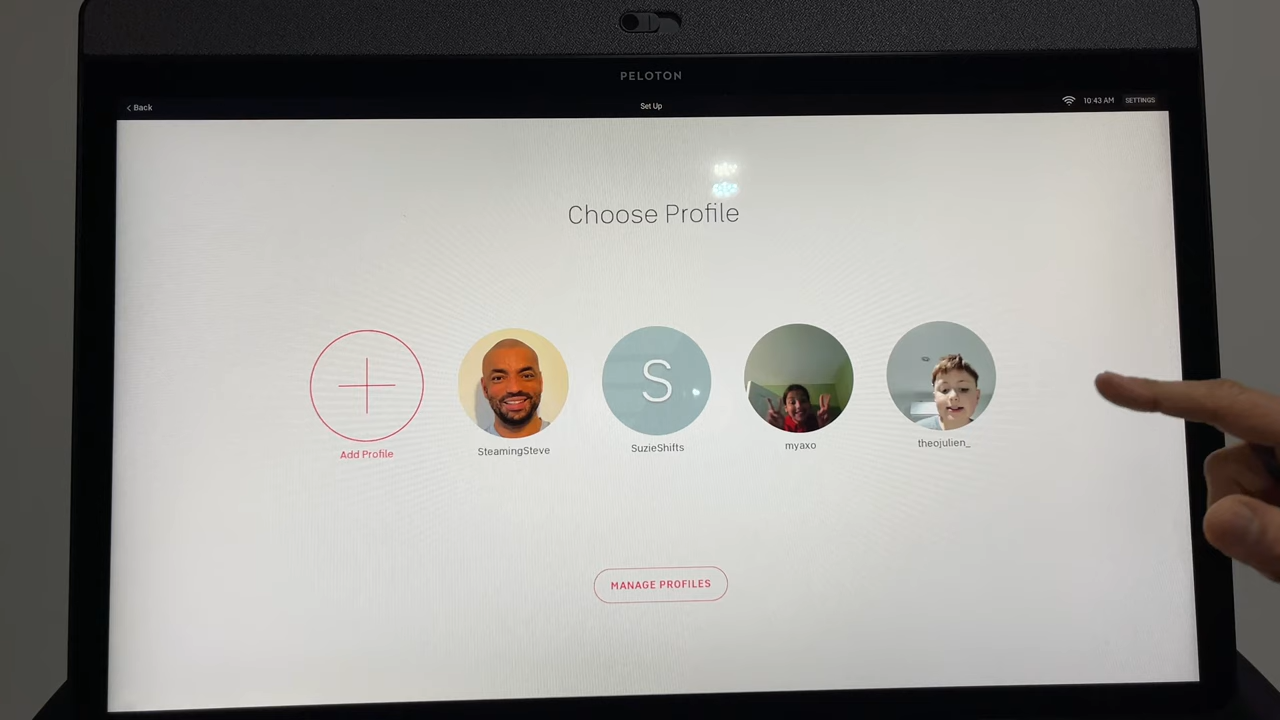 PELOTON
< Back
Set Up
10:43 AM
SETTINGS
Choose Profile
S
Add Profile
SteamingSteve
SuzieShifts
myaxo
theojulien_
MANAGE PROFILES